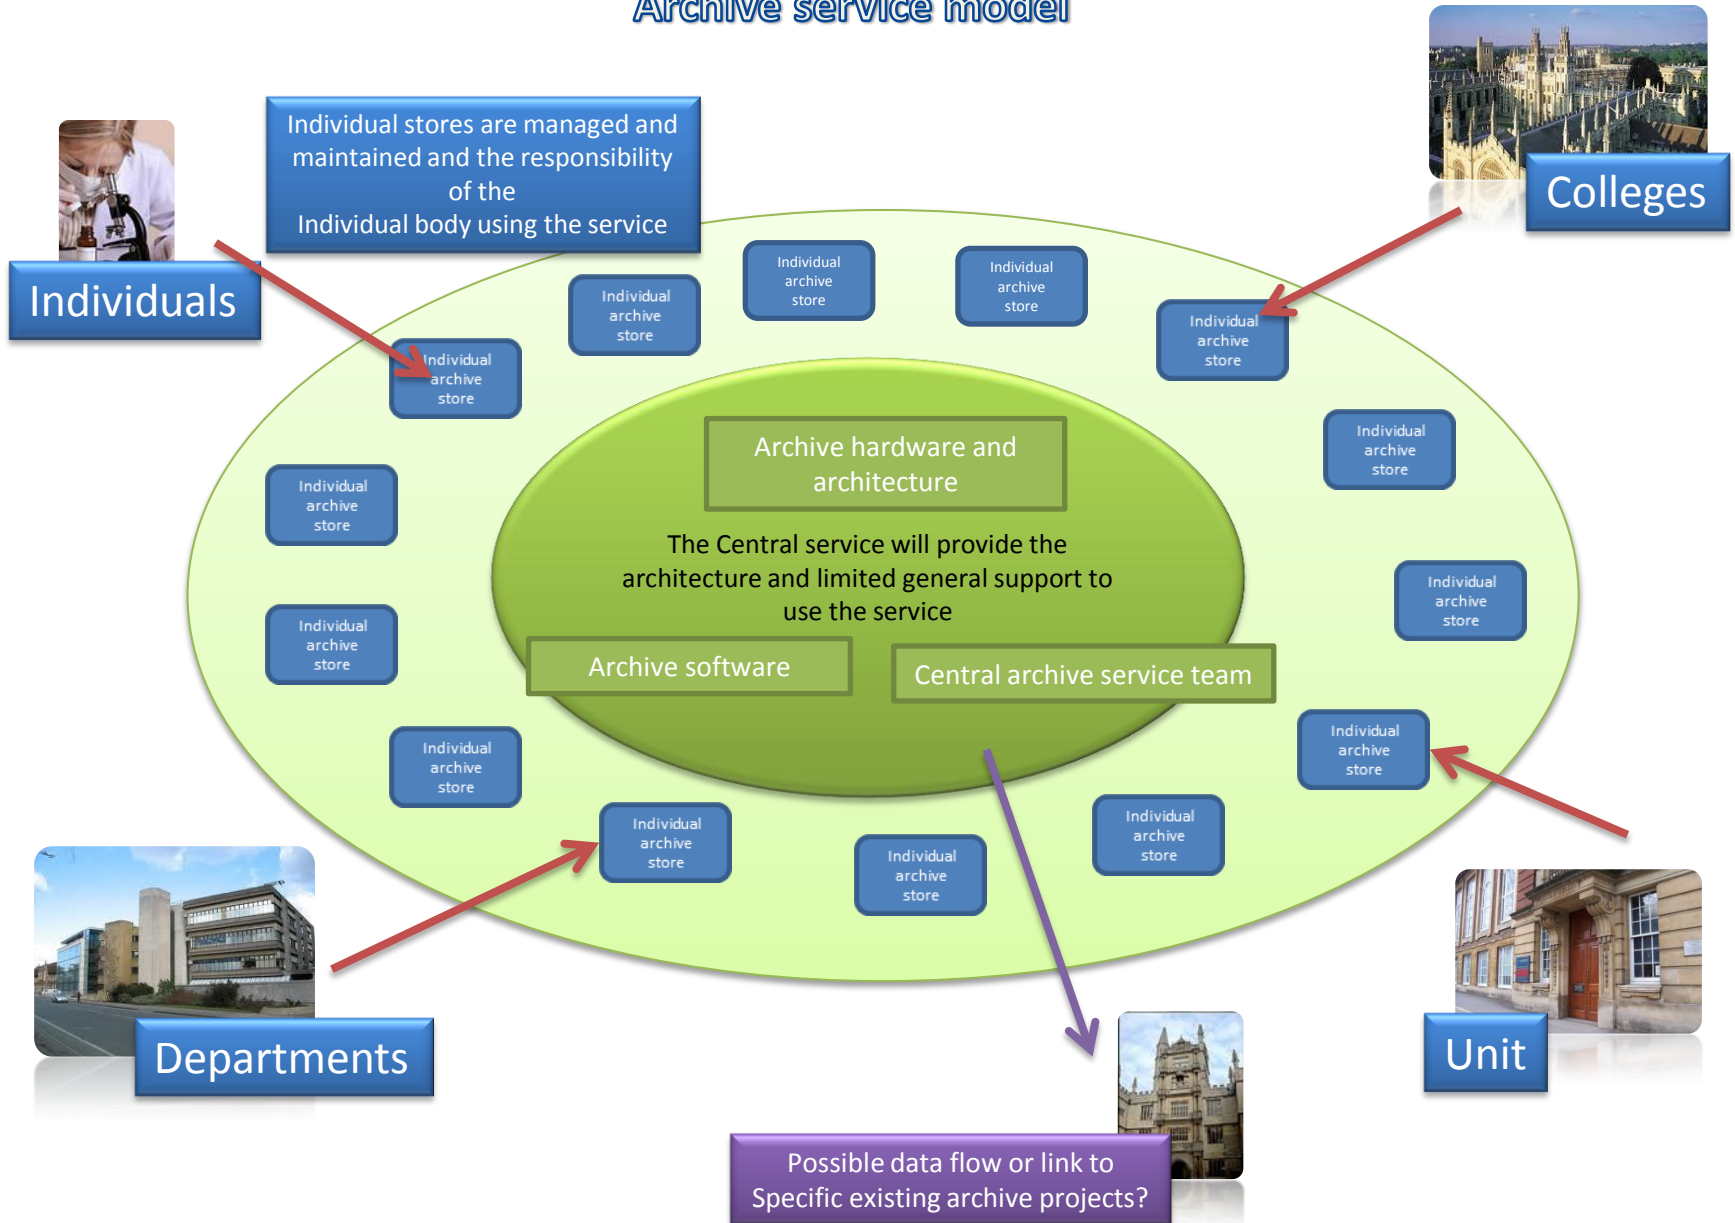 Archive service model
Individual stores are managed and
maintained and the responsibility
of the
Individual body using the service
Colleges
Individuals
Individual
archive
store
Individual
archive
store
Individual
archive
store
Individual
archive
store
Individual
archive
store
Individual
archive
store
Archive hardware and
architecture
Individual
archive
store
The Central service will provide the
architecture and limited general support to
use the service
Individual
archive
store
Individual
archive
store
Archive software
Central archive service team
Individual
archive
store
Individual
archive
store
Individual
archive
store
Individual
archive
store
Individual
archive
store
Departments
Unit
Possible data flow or link to
Specific existing archive projects?